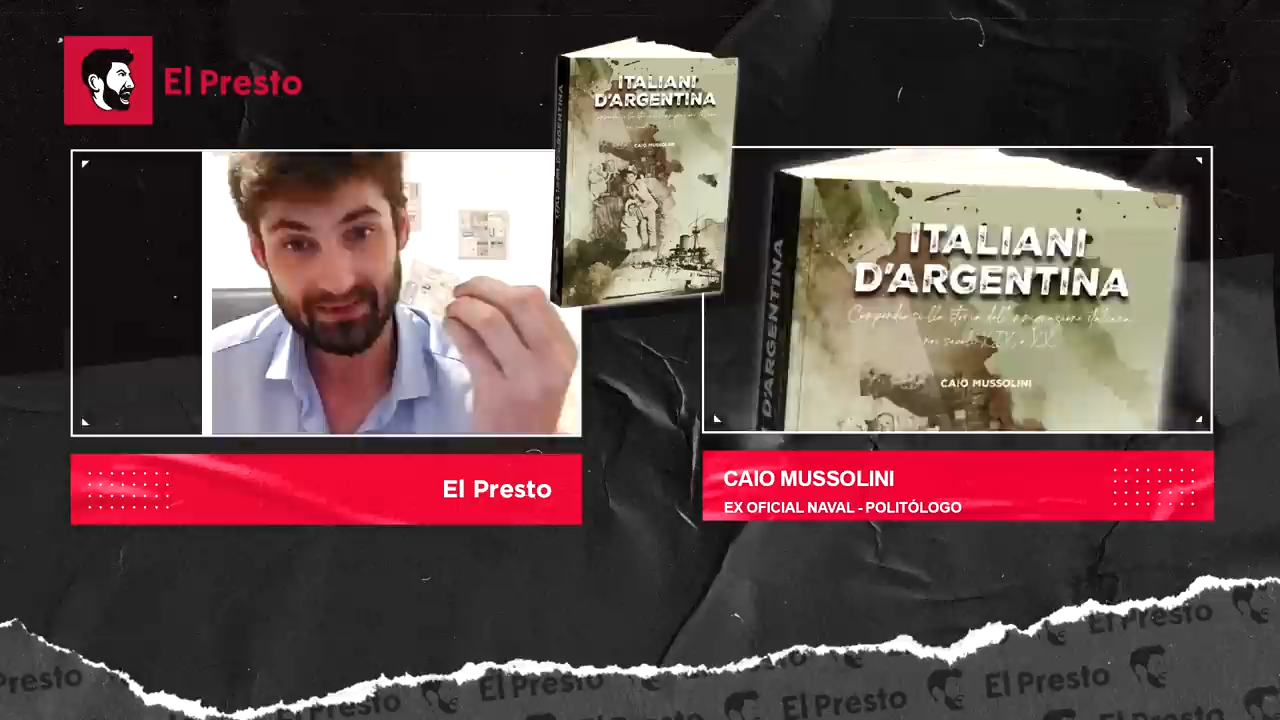 El Presto
ITALIANI
D'ARGENTINA
CAIO MUSSOLINI
ITALIANI
D'ARGENTINA
CAIO MUSSOLINI
D'ARGENTINA
El Presto
CAIO MUSSOLINI
EX OFICIAL NAVAL - POLITÓLOGO
El Presto
El Presto
El Presto
El Presto